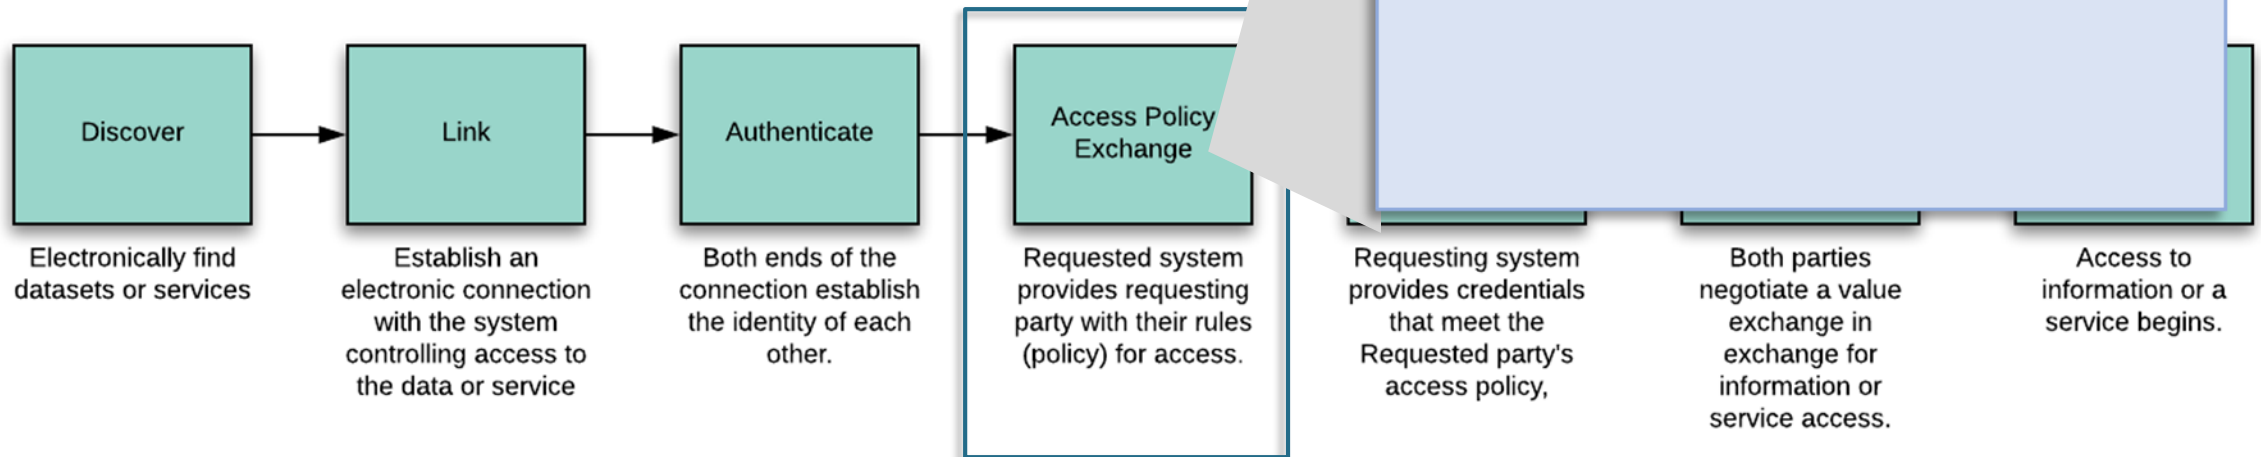 Discover
Link
Authenticate
Access Policy
Exchange
Electronically find
datasets or services
Establish an
electronic connection
with the system
controlling access to
the data or service
Both ends of the
connection establish
the identity of each
other.
Requested system
provides requesting
party with their rules
(policy) for access.
Requesting system
provides credentials
that meet the
Requested party's
access policy,
Both parties
negotiate a value
exchange in
exchange for
information or
service access.
Access to
information or a
service begins.